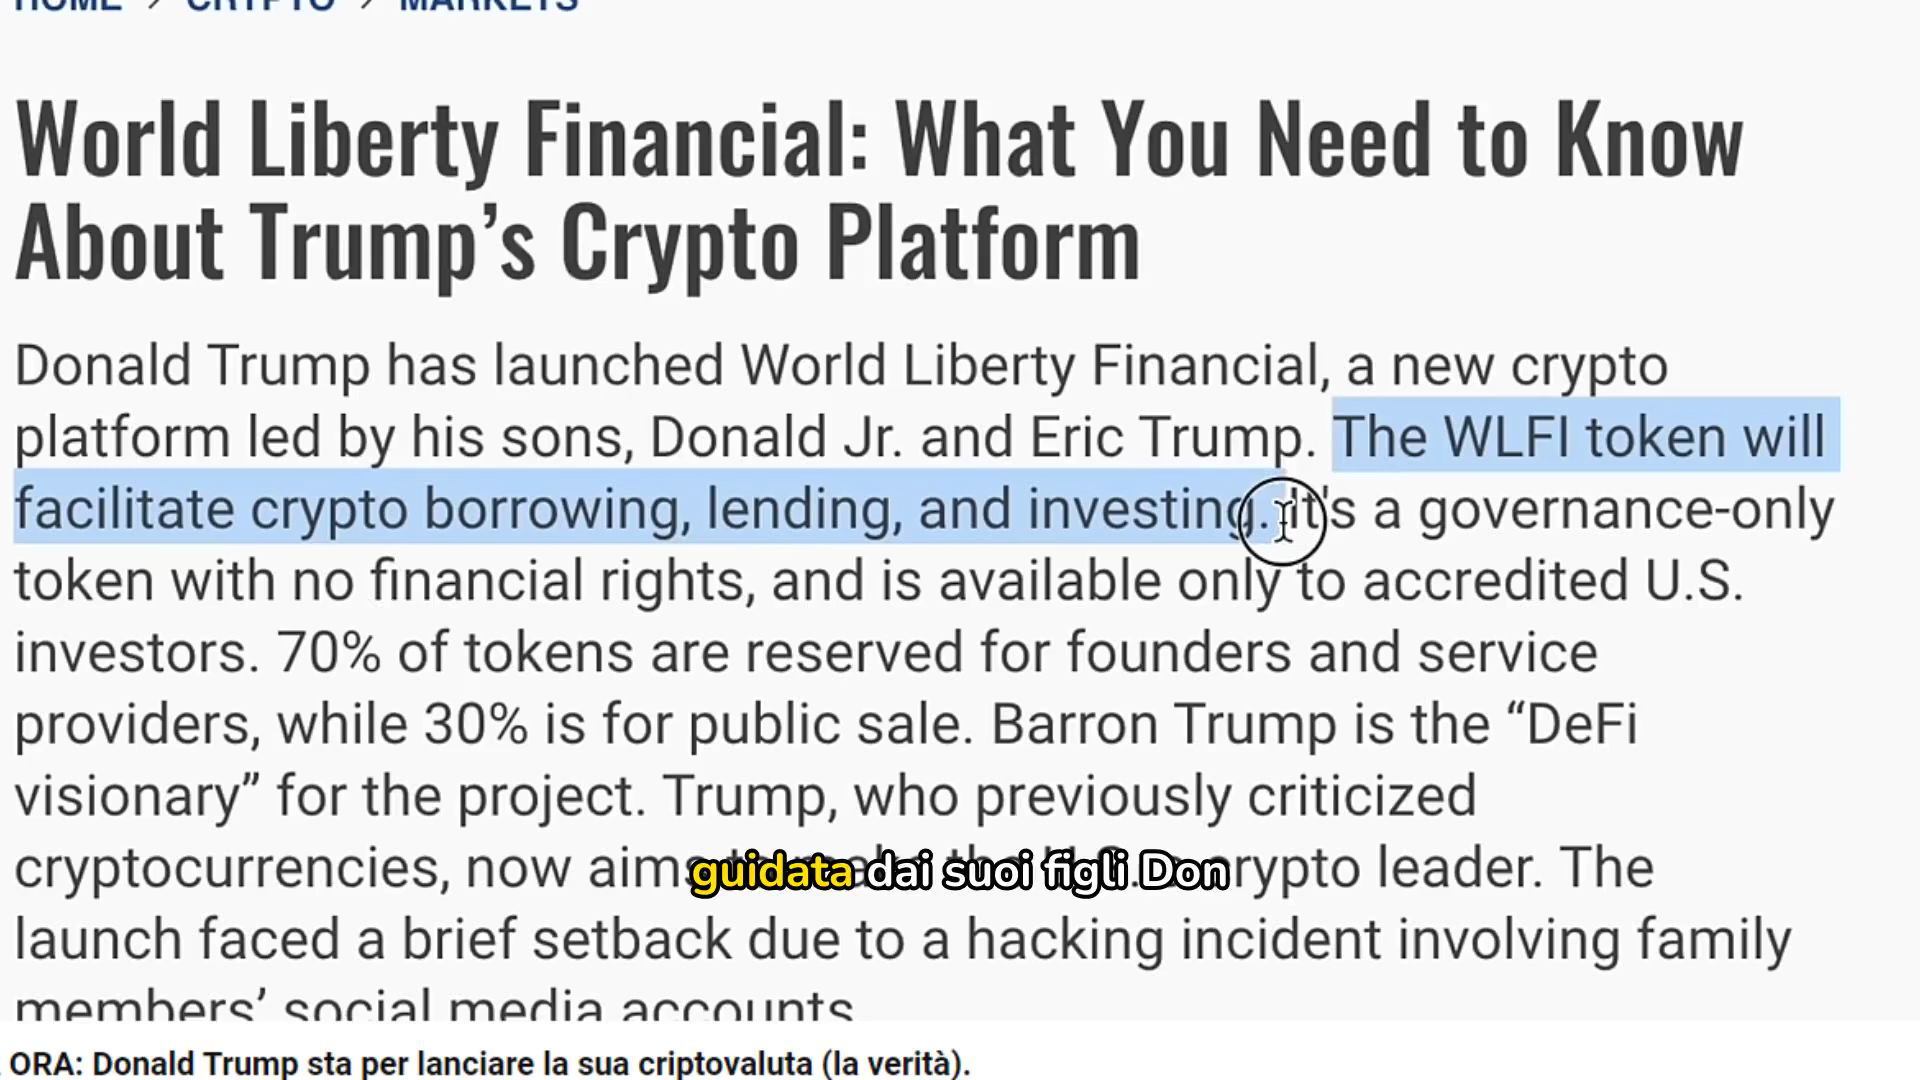 HOME > CRYPTO > MARKETS
World Liberty Financial: What You Need to Know
About Trump’s Crypto Platform
Donald Trump has launched World Liberty Financial, a new crypto
platform led by his sons, Donald Jr. and Eric Trump. The WLFI token will
facilitate crypto borrowing, lending, and investing. It's a governance-only
token with no financial rights, and is available only to accredited U.S.
investors. 70% of tokens are reserved for founders and service
providers, while 30% is for public sale. Barron Trump is the “DeFi
visionary” for the project. Trump, who previously criticized
cryptocurrencies, now aims crypto leader. The
guidata dai suoi figli Don
launch faced a brief setback due to a hacking incident involving family
members’ social media accounts
ORA: Donald Trump sta per lanciare la sua criptovaluta (la verità).